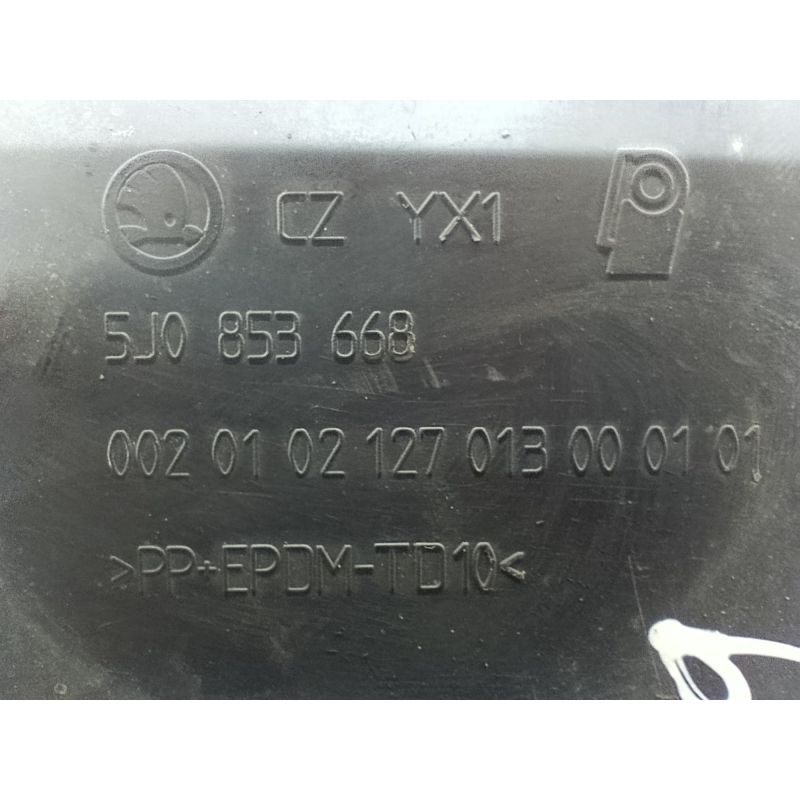 CZ YX1
5J0 853 668
002 01 02 127 013 00 01 01
>PP+EPDM-TD10<